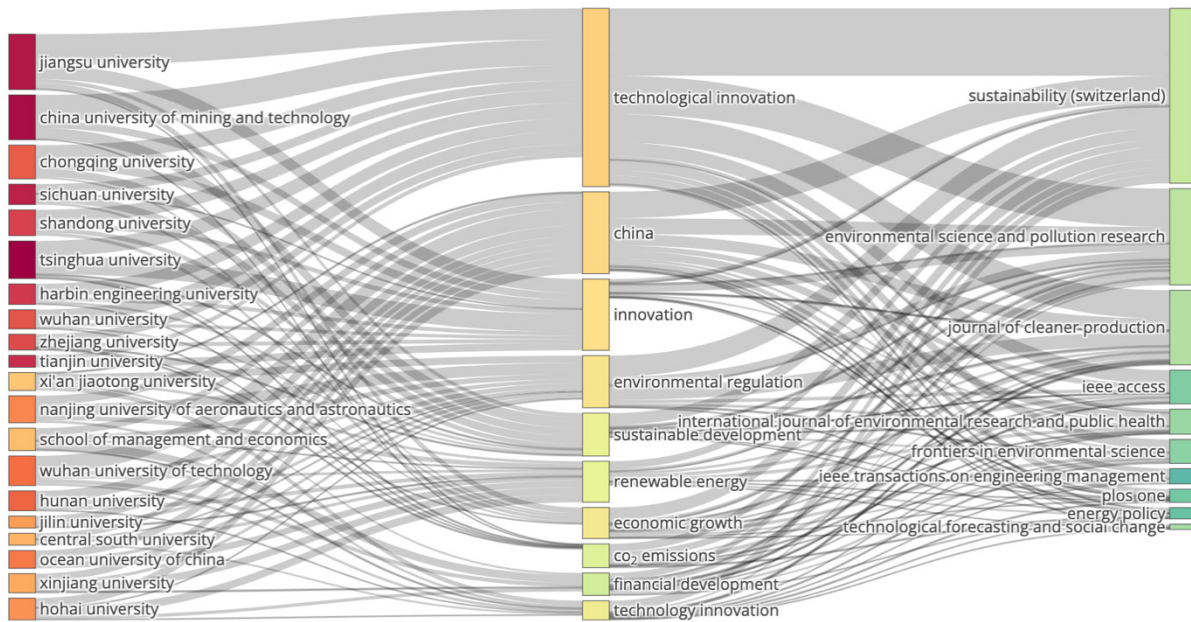 jiangsu university
china university of mining and technology
chongqing university
sichuan university
shandong university
tsinghua university
harbin engineering university
wuhan university
zhejiang university
tianjin university
xi'an jiaotong university
nanjing university of aeronautics and astronautics
school of management and economics
wuhan university of technology
hunan university
jilin university
central south university
ocean university of china
xinjiang university
hohai university
technological innovation
china
innovation
environmental regulation
sustainable development
renewable energy
economic growth
co₂ emissions
financial development
technology innovation
sustainability (switzerland)
environmental science and pollution research
journal of cleaner production
ieee access
international journal of environmental research and public health
frontiers in environmental science
ieee transactions on engineering management
plos one
energy policy
technological forecasting and social change